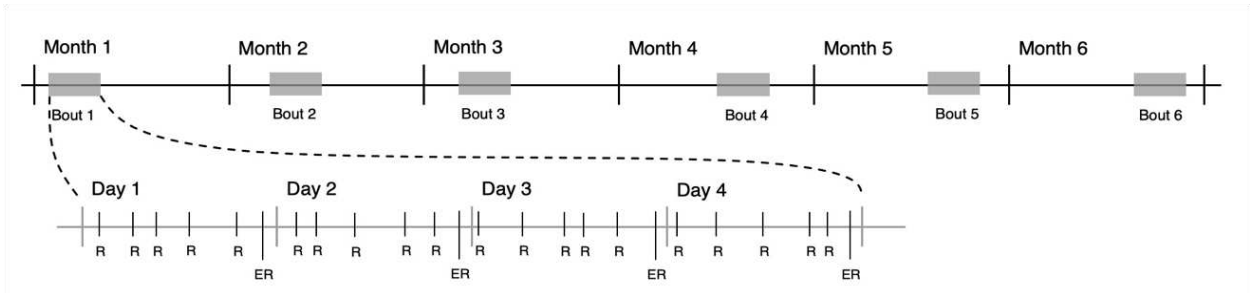 Month 1 Month 2 Month 3 Month 4 Month 5 Month 6
Bout 1 Bout 2 Bout 3 Bout 4 Bout 5 Bout 6
Day 1 Day 2 Day 3 Day 4
R R R R R R R R R R R R R R R R R R R R
ER ER ER ER